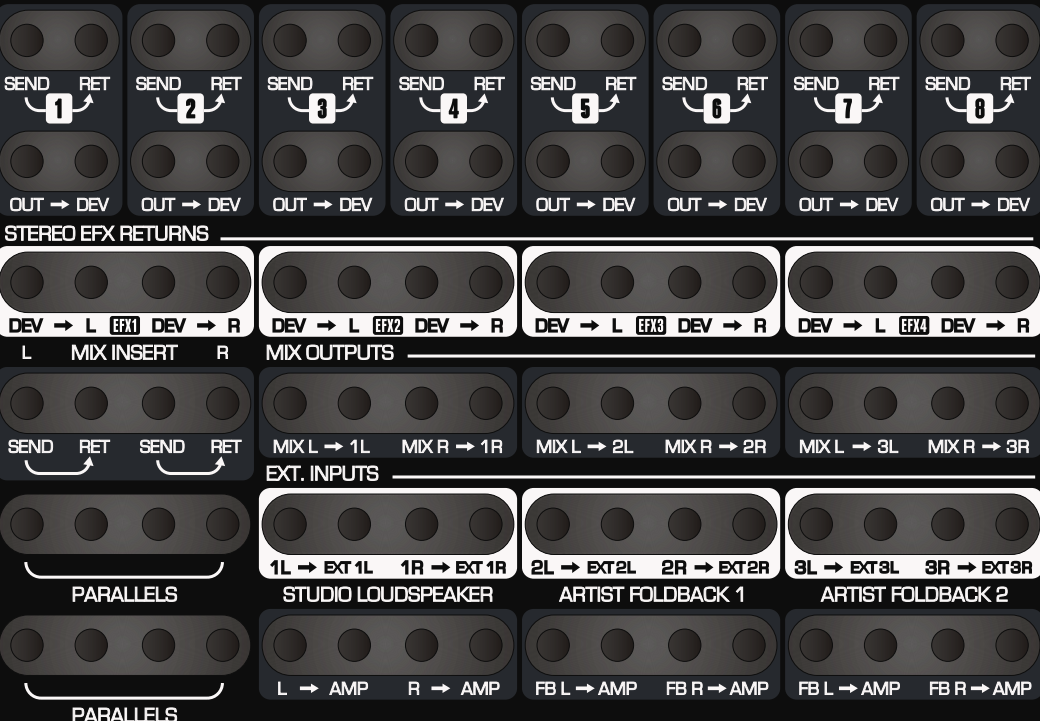 SEND RET SEND RET SEND RET SEND RET SEND RET SEND RET SEND RET SEND RET
1 2 3 4 5 6 7 8
OUT → DEV OUT → DEV OUT → DEV OUT → DEV OUT → DEV OUT → DEV OUT → DEV OUT → DEV
STEREO EFX RETURNS
DEV → L EFX1 DEV → R DEV → L EFX2 DEV → R DEV → L EFX3 DEV → R DEV → L EFX4 DEV → R
L MIX INSERT R MIX OUTPUTS
SEND RET SEND RET MIX L → 1L MIX R → 1R MIX L → 2L MIX R → 2R MIX L → 3L MIX R → 3R
EXT. INPUTS
1L → EXT 1L 1R → EXT 1R 2L → EXT 2L 2R → EXT 2R 3L → EXT 3L 3R → EXT 3R
PARALLELS STUDIO LOUDSPEAKER ARTIST FOLDBACK 1 ARTIST FOLDBACK 2
L → AMP R → AMP FB L → AMP FB R → AMP FB L → AMP FB R → AMP
PARALLELS